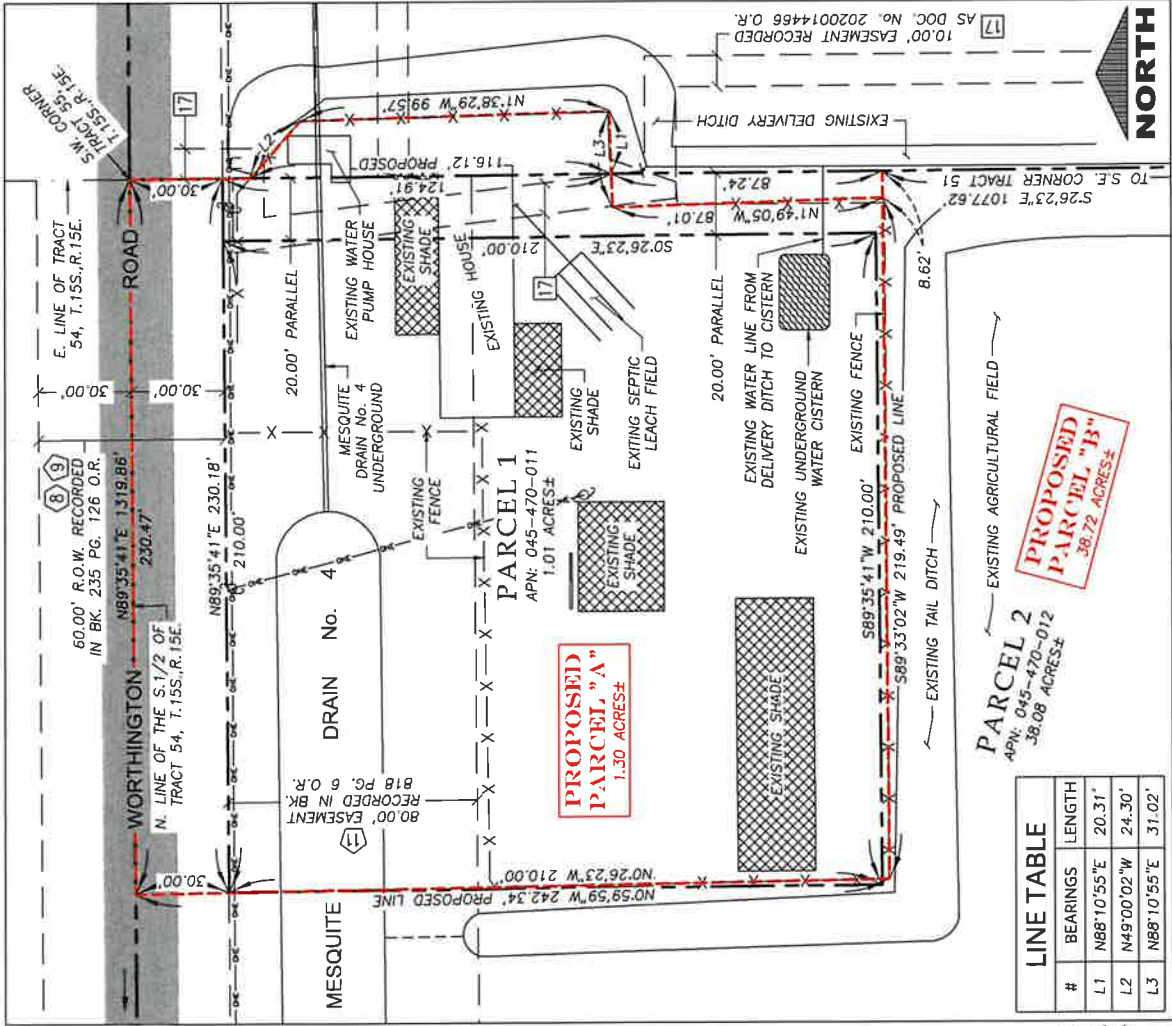 S.W. CORNER
TRACT 55,
T.15S.,R.15E.
17
E. LINE OF TRACT
54, T.15S.,R.15E.
30.00'
30.00'
30.00'
ROAD
8 9
60.00' R.O.W. RECORDED
IN BK. 235 PG. 126 O.R.
N89°35'41"E 1319.86'
230.47'
WORTHINGTON
N. LINE OF THE S.1/2 OF
TRACT 54, T.15S.,R.15E.
30.00'
N89°35'41"E 230.18'
210.00'
20.00' PARALLEL
L2
N1°38'29"W 99.57'
EXISTING WATER
PUMP HOUSE
124.91'
116.12' PROPOSED
EXISTING
SHADE
EXISTING HOUSE
210.00'
S0°26'23"E
17
L3
L1
10.00' EASEMENT RECORDED
AS DOC. No. 2020014466 O.R.
17
EXISTING DELIVERY DITCH
NORTH
MESQUITE
DRAIN No. 4
UNDERGROUND
EXISTING
SHADE
EXITING SEPTIC
LEACH FIELD
87.24'
N1°49'05"W 87.01'
20.00' PARALLEL
S°26'23"E 1077.62'
TO S.E. CORNER TRACT 51
8.62'
EXISTING WATER LINE FROM
DELIVERY DITCH TO CISTERN
EXISTING UNDERGROUND
WATER CISTERN
EXISTING FENCE
EXISTING
FENCE
PARCEL 1
APN: 045-470-011
1.01 ACRES±
EXISTING
SHADE
MESQUITE DRAIN No. 4
11
80.00' EASEMENT
RECORDED IN BK.
818 PG. 6 O.R.
PROPOSED
PARCEL "A"
1.30 ACRES±
EXISTING SHADE
N0°26'23"W 210.00'
N0°59'59"W 242.34' PROPOSED LINE
S89°35'41"W 210.00'
S89°33'02"W 219.49' PROPOSED LINE
EXISTING TAIL DITCH
EXISTING AGRICULTURAL FIELD
PROPOSED
PARCEL "B"
38.72 ACRES±
PARCEL 2
APN: 045-470-012
38.08 ACRES±
LINE TABLE
# BEARINGS LENGTH
L1 N88°10'55"E 20.31'
L2 N49°00'02"W 24.30'
L3 N88°10'55"E 31.02'